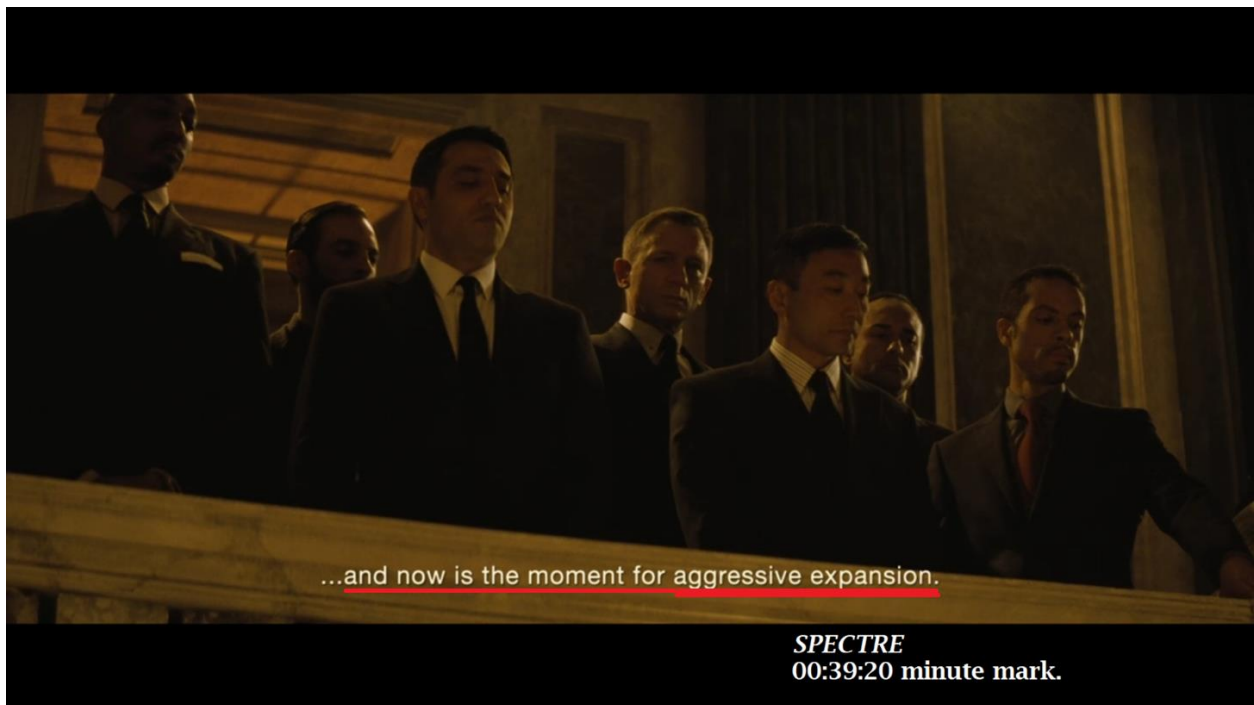 ...and now is the moment for aggressive expansion.
SPECTRE
00:39:20 minute mark.